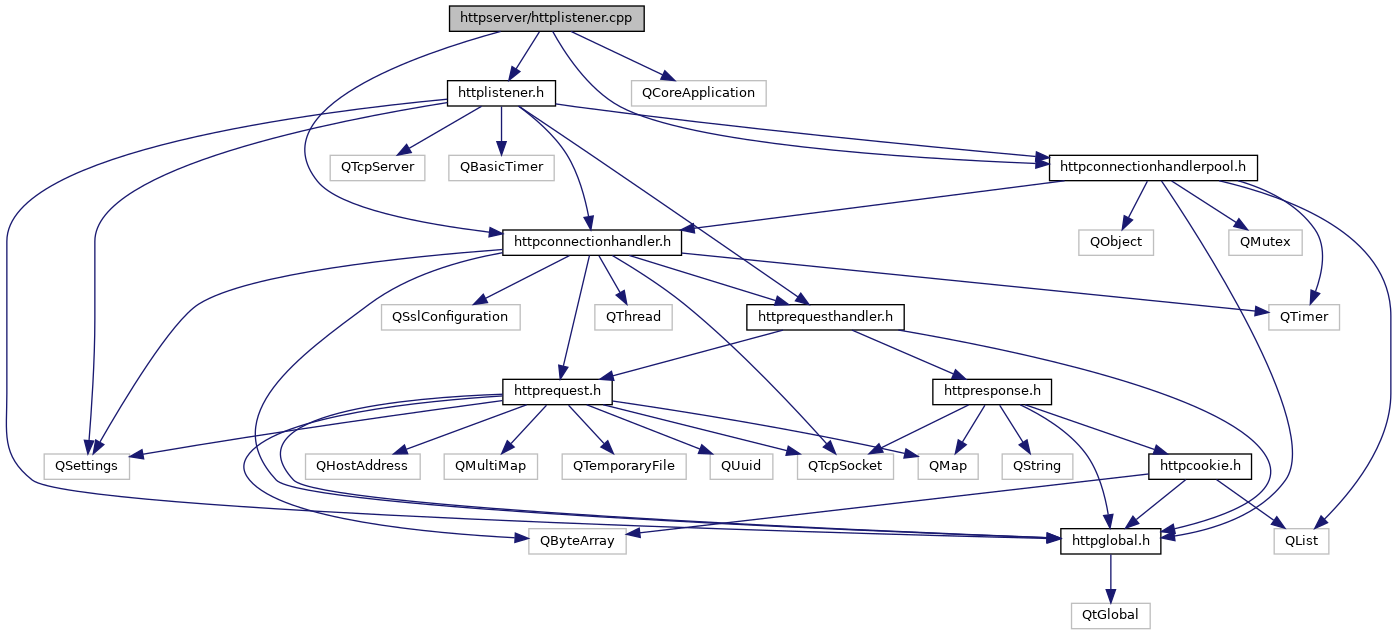 httpserver/httplistener.cpp
httplistener.h
QCoreApplication
QTcpServer
QBasicTimer
httpconnectionhandlerpool.h
httpconnectionhandler.h
QObject
QMutex
QSslConfiguration
QThread
httprequesthandler.h
QTimer
httprequest.h
httpresponse.h
QSettings
QHostAddress
QMultiMap
QTemporaryFile
QUuid
QTcpSocket
QMap
QString
httpcookie.h
QByteArray
httpglobal.h
QList
QtGlobal